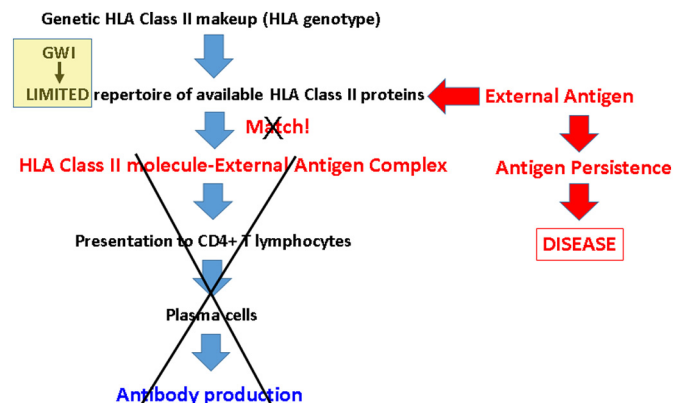 Genetic HLA Class II makeup (HLA genotype)
GWI
LIMITED repertoire of available HLA Class II proteins
External Antigen
Match!
HLA Class II molecule-External Antigen Complex
Antigen Persistence
Presentation to CD4+ T lymphocytes
DISEASE
Plasma cells
Antibody production